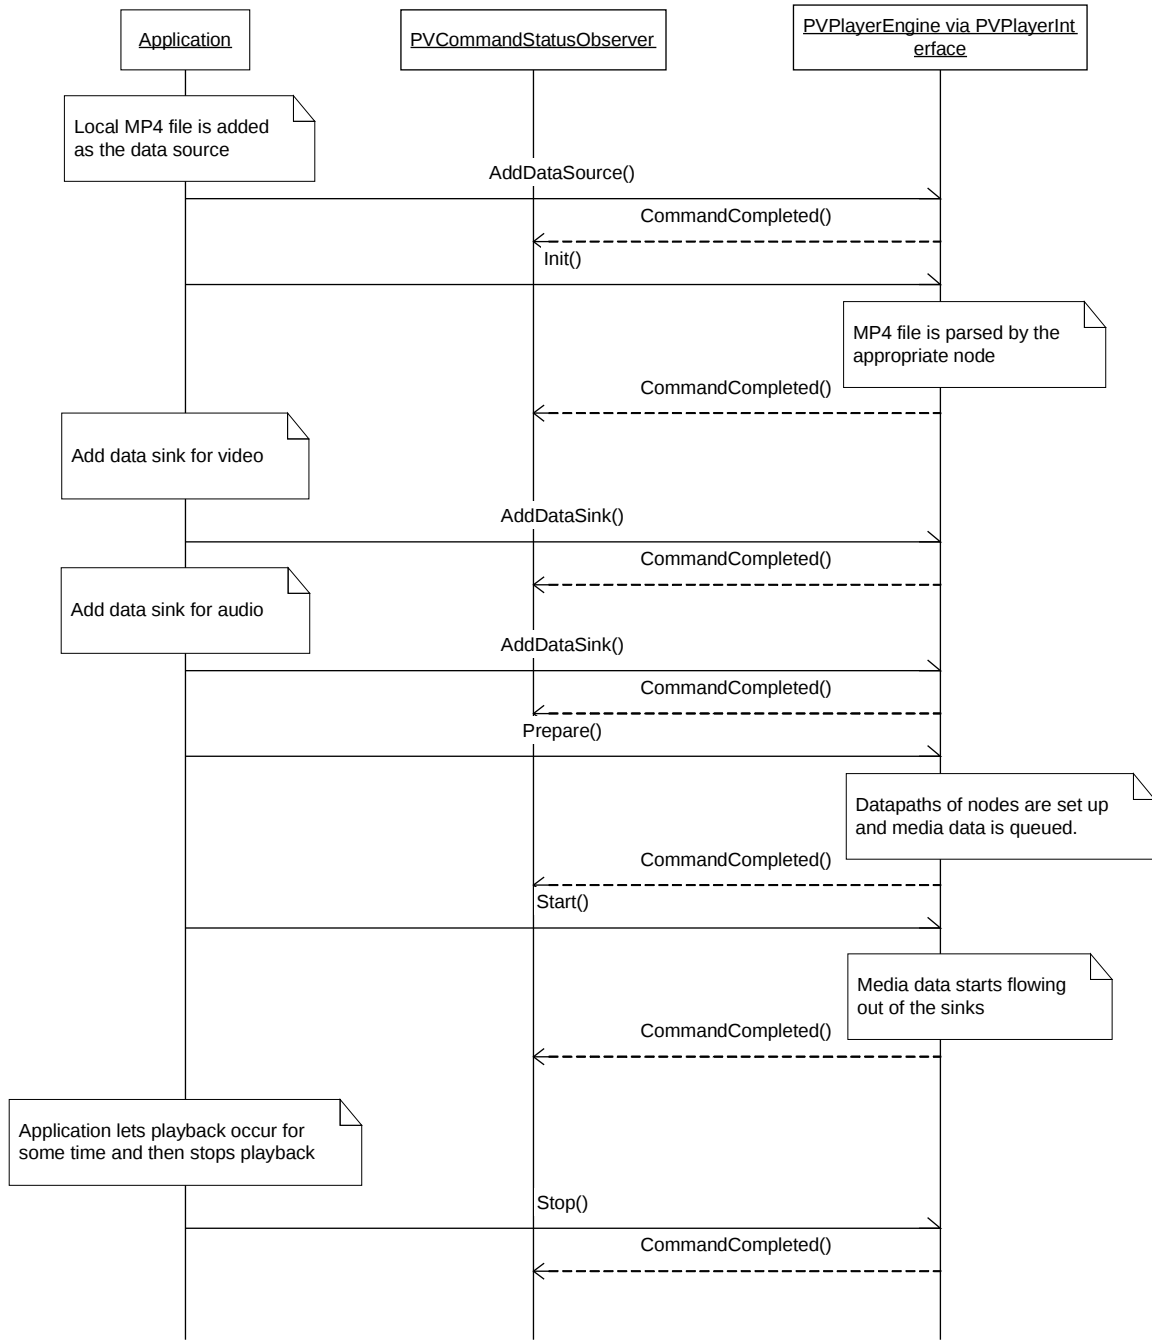 Application
PVCommandStatusObserver
PVPlayerEngine via PVPlayerInt
erface
Local MP4 file is added
as the data source
AddDataSource()
CommandCompleted()
Init()
MP4 file is parsed by the
appropriate node
CommandCompleted()
Add data sink for video
AddDataSink()
CommandCompleted()
Add data sink for audio
AddDataSink()
CommandCompleted()
Prepare()
Datapaths of nodes are set up
and media data is queued.
CommandCompleted()
Start()
Media data starts flowing
out of the sinks
CommandCompleted()
Application lets playback occur for
some time and then stops playback
Stop()
CommandCompleted()